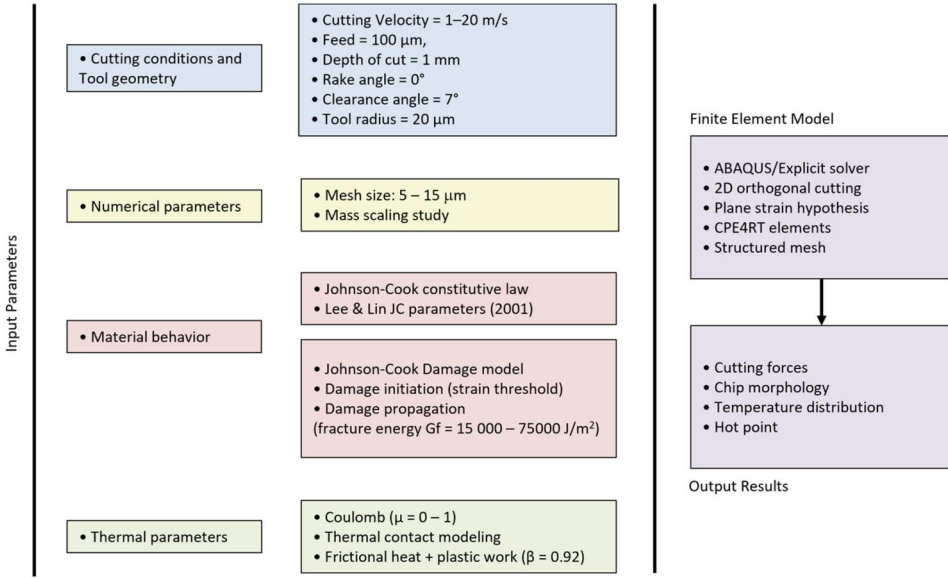 Input Parameters
• Cutting conditions and
Tool geometry
• Cutting Velocity = 1–20 m/s
• Feed = 100 µm,
• Depth of cut = 1 mm
• Rake angle = 0°
• Clearance angle = 7°
• Tool radius = 20 µm
• Numerical parameters
• Mesh size: 5 – 15 µm
• Mass scaling study
• Material behavior
• Johnson-Cook constitutive law
• Lee & Lin JC parameters (2001)
• Johnson-Cook Damage model
• Damage initiation (strain threshold)
• Damage propagation
(fracture energy Gf = 15 000 – 75000 J/m²)
• Thermal parameters
• Coulomb (µ = 0 – 1)
• Thermal contact modeling
• Frictional heat + plastic work (β = 0.92)
Finite Element Model
• ABAQUS/Explicit solver
• 2D orthogonal cutting
• Plane strain hypothesis
• CPE4RT elements
• Structured mesh
• Cutting forces
• Chip morphology
• Temperature distribution
• Hot point
Output Results